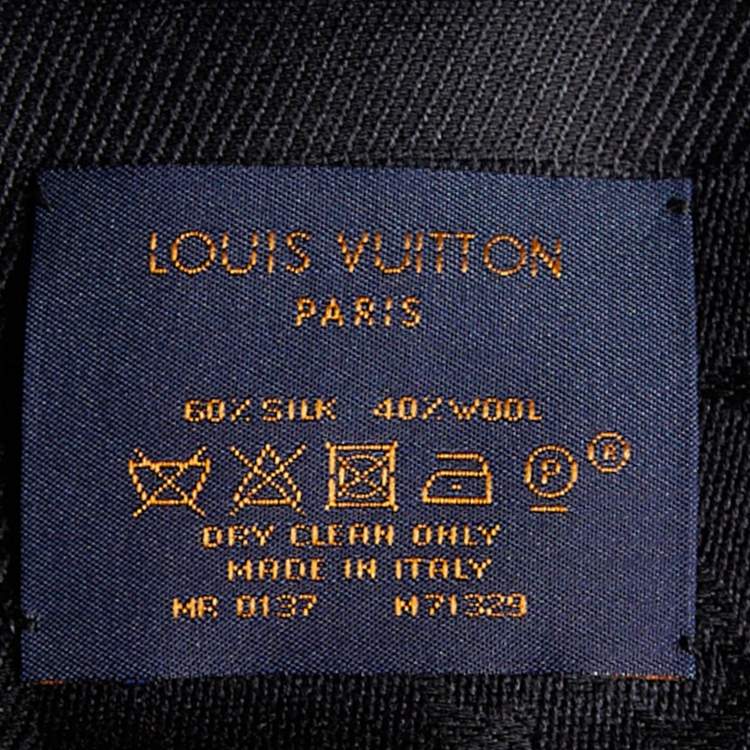 LOUIS VUITTON
PARIS
60% SILK 40% WOOL
P ®
DRY CLEAN ONLY
MADE IN ITALY
MR 0137 M71329